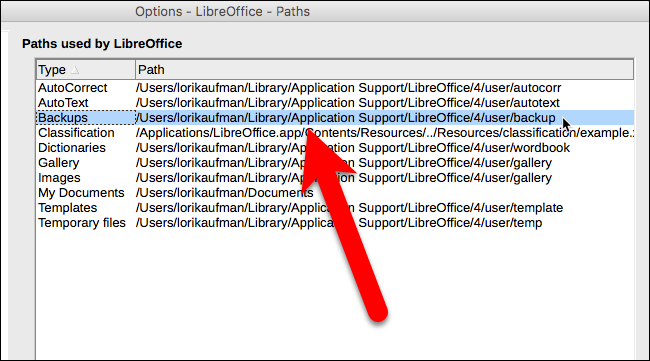 Options - LibreOffice - Paths
Paths used by LibreOffice
Type Path
AutoCorrect /Users/lorikaufman/Library/Application Support/LibreOffice/4/user/autocorr
AutoText /Users/lorikaufman/Library/Application Support/LibreOffice/4/user/autotext
Backups /Users/lorikaufman/Library/Application Support/LibreOffice/4/user/backup
Classification /Applications/LibreOffice.app/Contents/Resources/../Resources/classification/example.x
Dictionaries /Users/lorikaufman/Library/Application Support/LibreOffice/4/user/wordbook
Gallery /Users/lorikaufman/Library/Application Support/LibreOffice/4/user/gallery
Images /Users/lorikaufman/Library/Application Support/LibreOffice/4/user/gallery
My Documents /Users/lorikaufman/Documents
Templates /Users/lorikaufman/Library/Application Support/LibreOffice/4/user/template
Temporary files /Users/lorikaufman/Library/Application Support/LibreOffice/4/user/temp